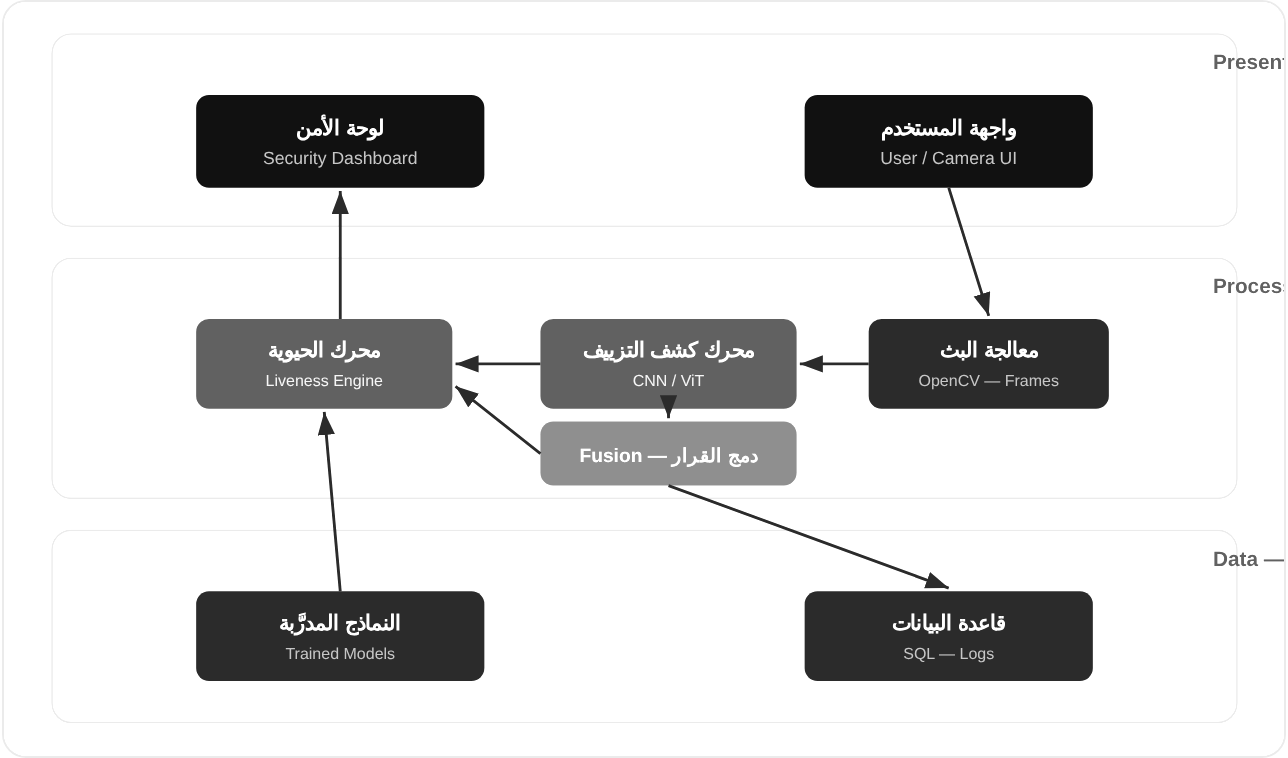 Present
لوحة الأمن
Security Dashboard
واجهة المستخدم
User / Camera UI
Process
محرك الحيوية
Liveness Engine
محرك كشف التزييف
CNN / ViT
معالجة البث
OpenCV — Frames
دمج القرار — Fusion
Data —
النماذج المدرَّبة
Trained Models
قاعدة البيانات
SQL — Logs